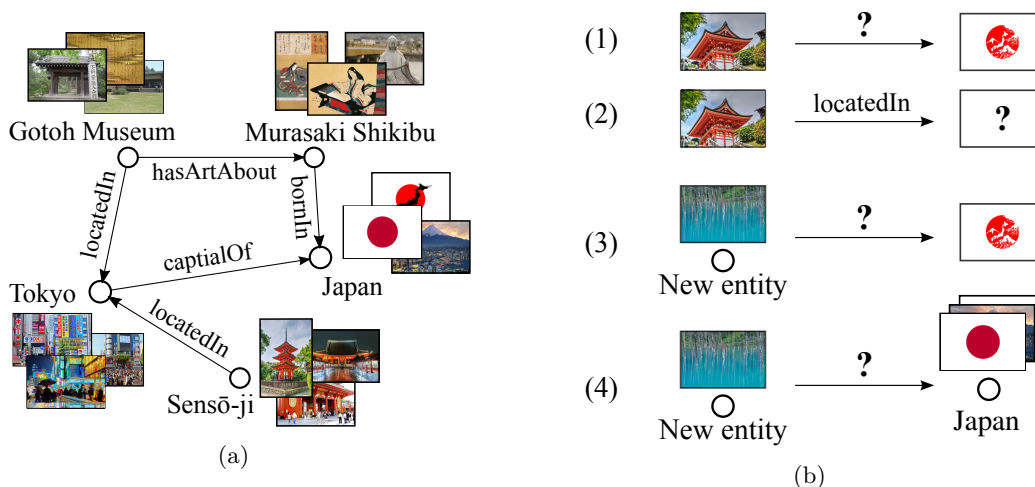 Gotoh Museum
Murasaki Shikibu
hasArtAbout
locatedIn
bornIn
captialOf
Japan
Tokyo
locatedIn
Sensō-ji
(a)
(1)
?
(2)
locatedIn
?
(3)
?
New entity
(4)
?
New entity
Japan
(b)